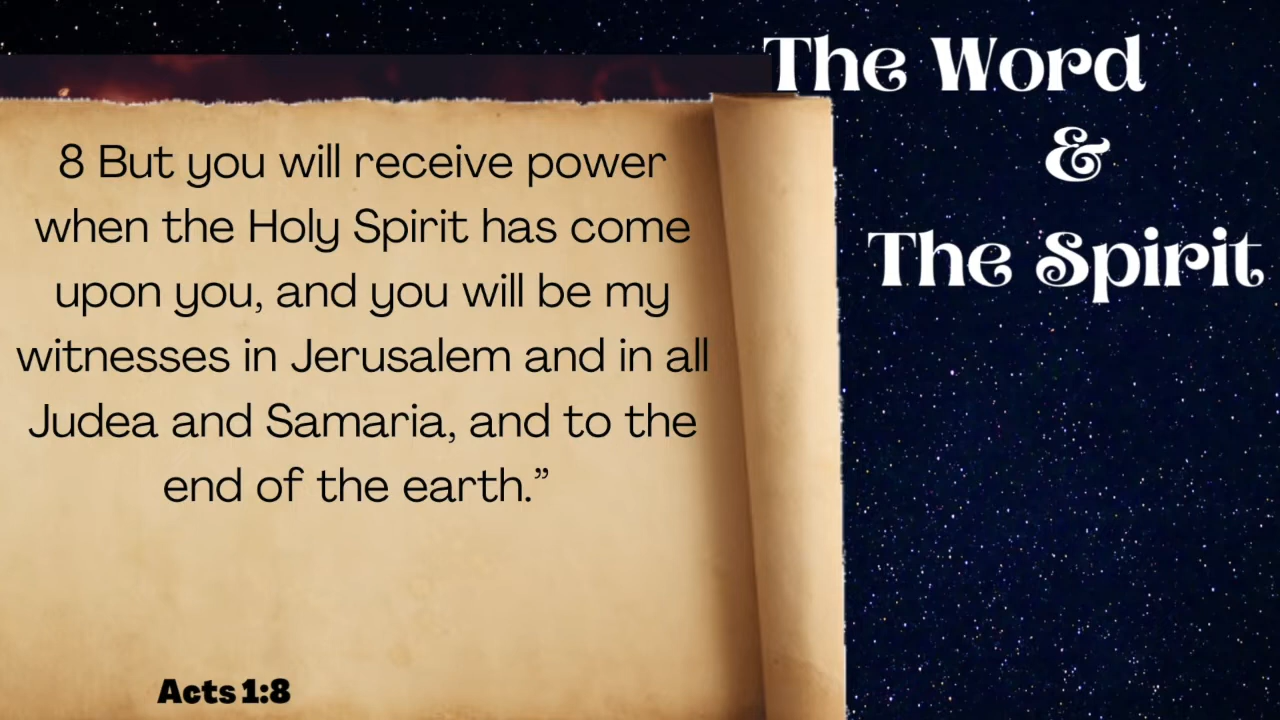 The Word
&
The Spirit
8 But you will receive power
when the Holy Spirit has come
upon you, and you will be my
witnesses in Jerusalem and in all
Judea and Samaria, and to the
end of the earth.”
Acts 1:8